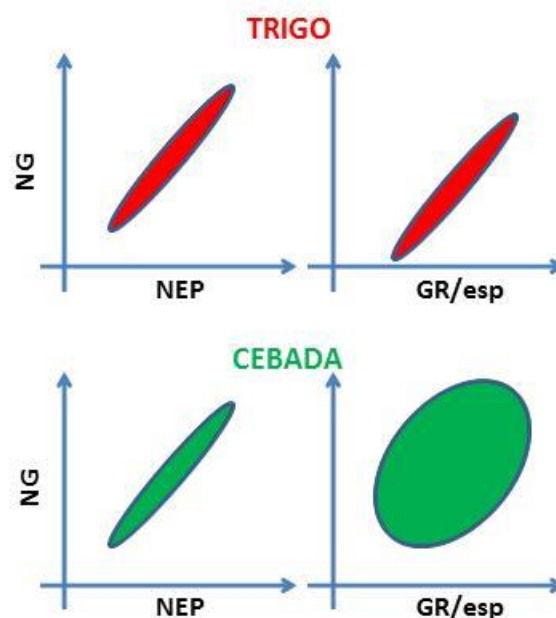 TRIGO
NG
NEP
GR/esp
CEBADA
NG
NEP
GR/esp